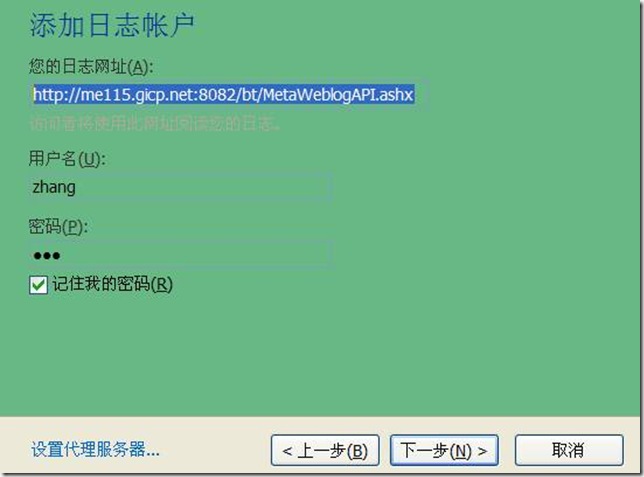 添加日志帐户
您的日志网址(A):
http://me115.gicp.net:8082/bt/MetaWeblogAPI.ashx
访问者将使用此网址阅读您的日志。
用户名(U):
zhang
密码(P):
●●●
记住我的密码(R)
设置代理服务器... < 上一步(B) 下一步(N) > 取消